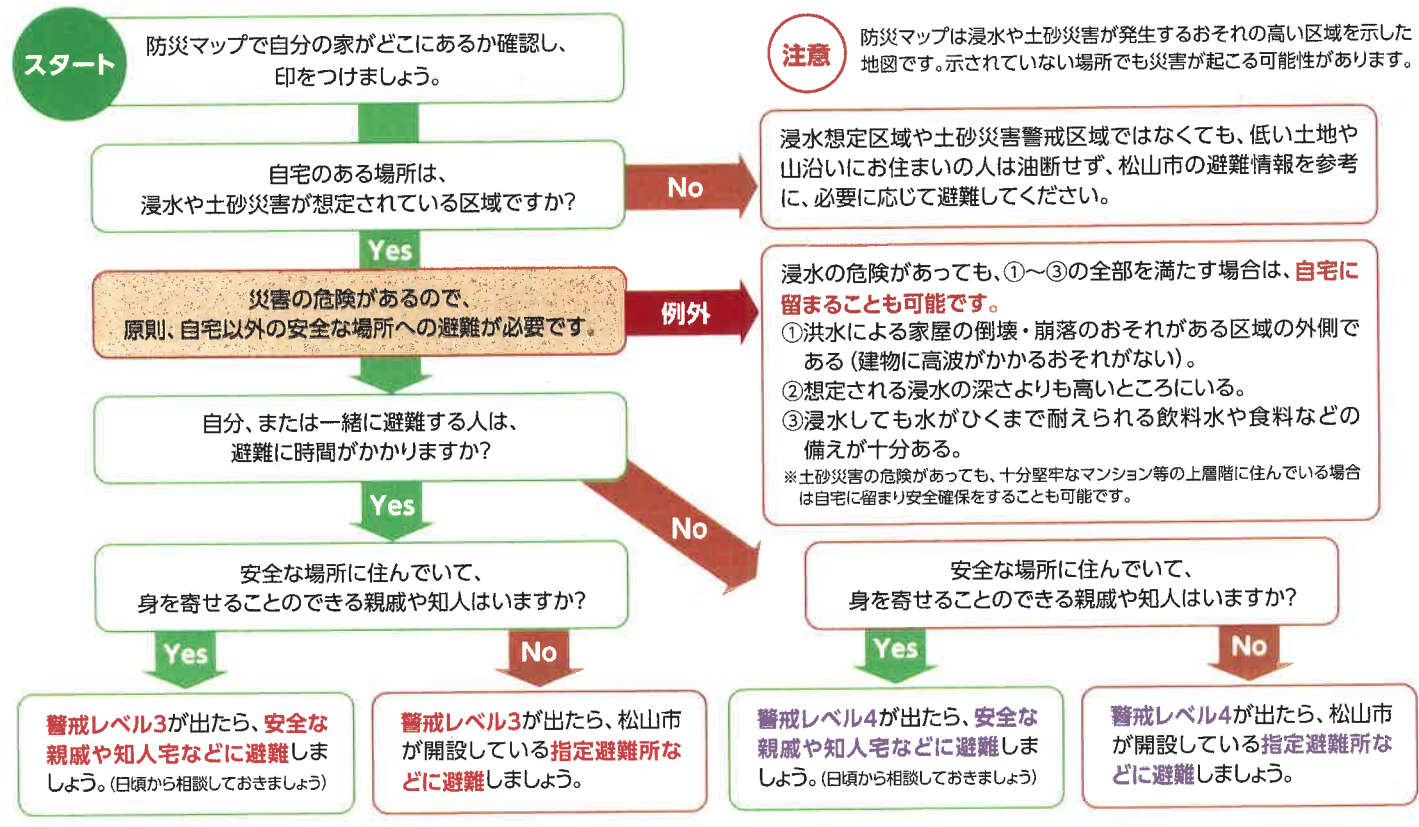 スタート
防災マップで自分の家がどこにあるか確認し、
印をつけましょう。
注意
防災マップは浸水や土砂災害が発生するおそれの高い区域を示した
地図です。示されていない場所でも災害が起こる可能性があります。
自宅のある場所は、
浸水や土砂災害が想定されている区域ですか?
No
浸水想定区域や土砂災害警戒区域ではなくても、低い土地や
山沿いにお住まいの人は油断せず、松山市の避難情報を参考
に、必要に応じて避難してください。
Yes
災害の危険があるので、
原則、自宅以外の安全な場所への避難が必要です。
例外
浸水の危険があっても、①～③の全部を満たす場合は、自宅に
留まることも可能です。
①洪水による家屋の倒壊・崩落のおそれがある区域の外側で
ある(建物に高波がかかるおそれがない)。
②想定される浸水の深さよりも高いところにいる。
③浸水しても水がひくまで耐えられる飲料水や食料などの
備えが十分ある。
※土砂災害の危険があっても、十分堅牢なマンション等の上層階に住んでいる場合
は自宅に留まり安全確保をすることも可能です。
自分、または一緒に避難する人は、
避難に時間がかかりますか?
Yes
No
安全な場所に住んでいて、
身を寄せることのできる親戚や知人はいますか?
安全な場所に住んでいて、
身を寄せることのできる親戚や知人はいますか?
Yes
No
Yes
No
警戒レベル3が出たら、安全な
親戚や知人宅などに避難しま
しょう。(日頃から相談しておきましょう)
警戒レベル3が出たら、松山市
が開設している指定避難所な
どに避難しましょう。
警戒レベル4が出たら、安全な
親戚や知人宅などに避難しま
しょう。(日頃から相談しておきましょう)
警戒レベル4が出たら、松山市
が開設している指定避難所な
どに避難しましょう。